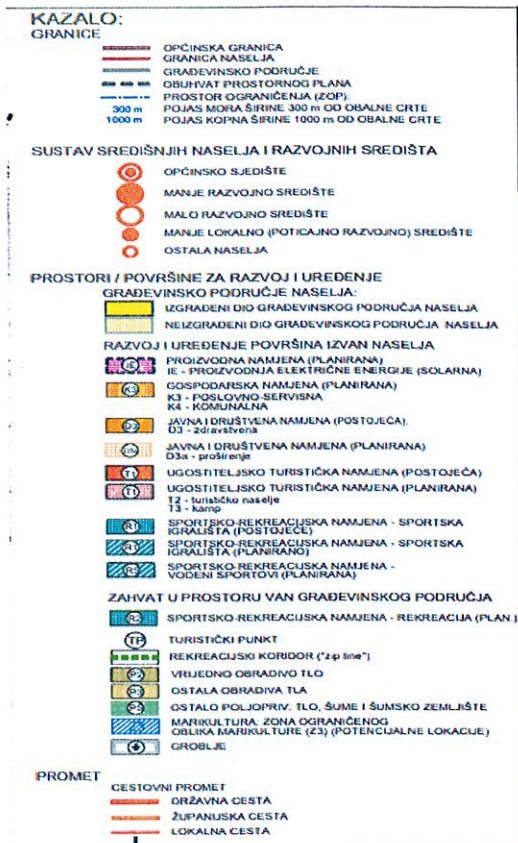 KAZALO:
GRANICE
OPĆINSKA GRANICA
GRANICA NASELJA
GRAĐEVINSKO PODRUČJE
OBUHVAT PROSTORNOG PLANA
PROSTOR OGRANIČENJA (ZOP):
300 m POJAS MORA ŠIRINE 300 m OD OBALNE CRTE
1000 m POJAS KOPNA ŠIRINE 1000 m OD OBALNE CRTE
SUSTAV SREDIŠNJIH NASELJA I RAZVOJNIH SREDIŠTA
OPĆINSKO SJEDIŠTE
MANJE RAZVOJNO SREDIŠTE
MALO RAZVOJNO SREDIŠTE
MANJE LOKALNO (POTICAJNO RAZVOJNO) SREDIŠTE
OSTALA NASELJA
PROSTORI / POVRŠINE ZA RAZVOJ I UREĐENJE
GRAĐEVINSKO PODRUČJE NASELJA:
IZGRAĐENI DIO GRAĐEVINSKOG PODRUČJA NASELJA
NEIZGRAĐENI DIO GRAĐEVINSKOG PODRUČJA NASELJA
RAZVOJ I UREĐENJE POVRŠINA IZVAN NASELJA
IE PROIZVODNA NAMJENA (PLANIRANA)
IE - PROIZVODNJA ELEKTRIČNE ENERGIJE (SOLARNA)
K3 GOSPODARSKA NAMJENA (PLANIRANA)
K3 - POSLOVNO-SERVISNA
K4 - KOMUNALNA
D3 JAVNA I DRUŠTVENA NAMJENA (POSTOJEĆA):
D3 - zdravstvena
D3a JAVNA I DRUŠTVENA NAMJENA (PLANIRANA)
D3a - proširenje
T1 UGOSTITELJSKO TURISTIČKA NAMJENA (POSTOJEĆA)
T1 UGOSTITELJSKO TURISTIČKA NAMJENA (PLANIRANA)
T2 - turističko naselje
T3 - kamp
R1 SPORTSKO-REKREACIJSKA NAMJENA - SPORTSKA
IGRALIŠTA (POSTOJEĆE)
R1 SPORTSKO-REKREACIJSKA NAMJENA - SPORTSKA
IGRALIŠTA (PLANIRANO)
SPORTSKO-REKREACIJSKA NAMJENA -
VODENI SPORTOVI (PLANIRANA)
ZAHVAT U PROSTORU VAN GRAĐEVINSKOG PODRUČJA
R2 SPORTSKO-REKREACIJSKA NAMJENA - REKREACIJA (PLAN.)
TP TURISTIČKI PUNKT
REKREACIJSKI KORIDOR ("zip line")
P2 VRIJEDNO OBRADIVO TLO
P3 OSTALA OBRADIVA TLA
OSTALO POLJOPRIV. TLO, ŠUME I ŠUMSKO ZEMLJIŠTE
MARIKULTURA: ZONA OGRANIČENOG
OBLIKA MARIKULTURE (Z3) (POTENCIJALNE LOKACIJE)
GROBLJE
PROMET
CESTOVNI PROMET
DRŽAVNA CESTA
ŽUPANIJSKA CESTA
LOKALNA CESTA